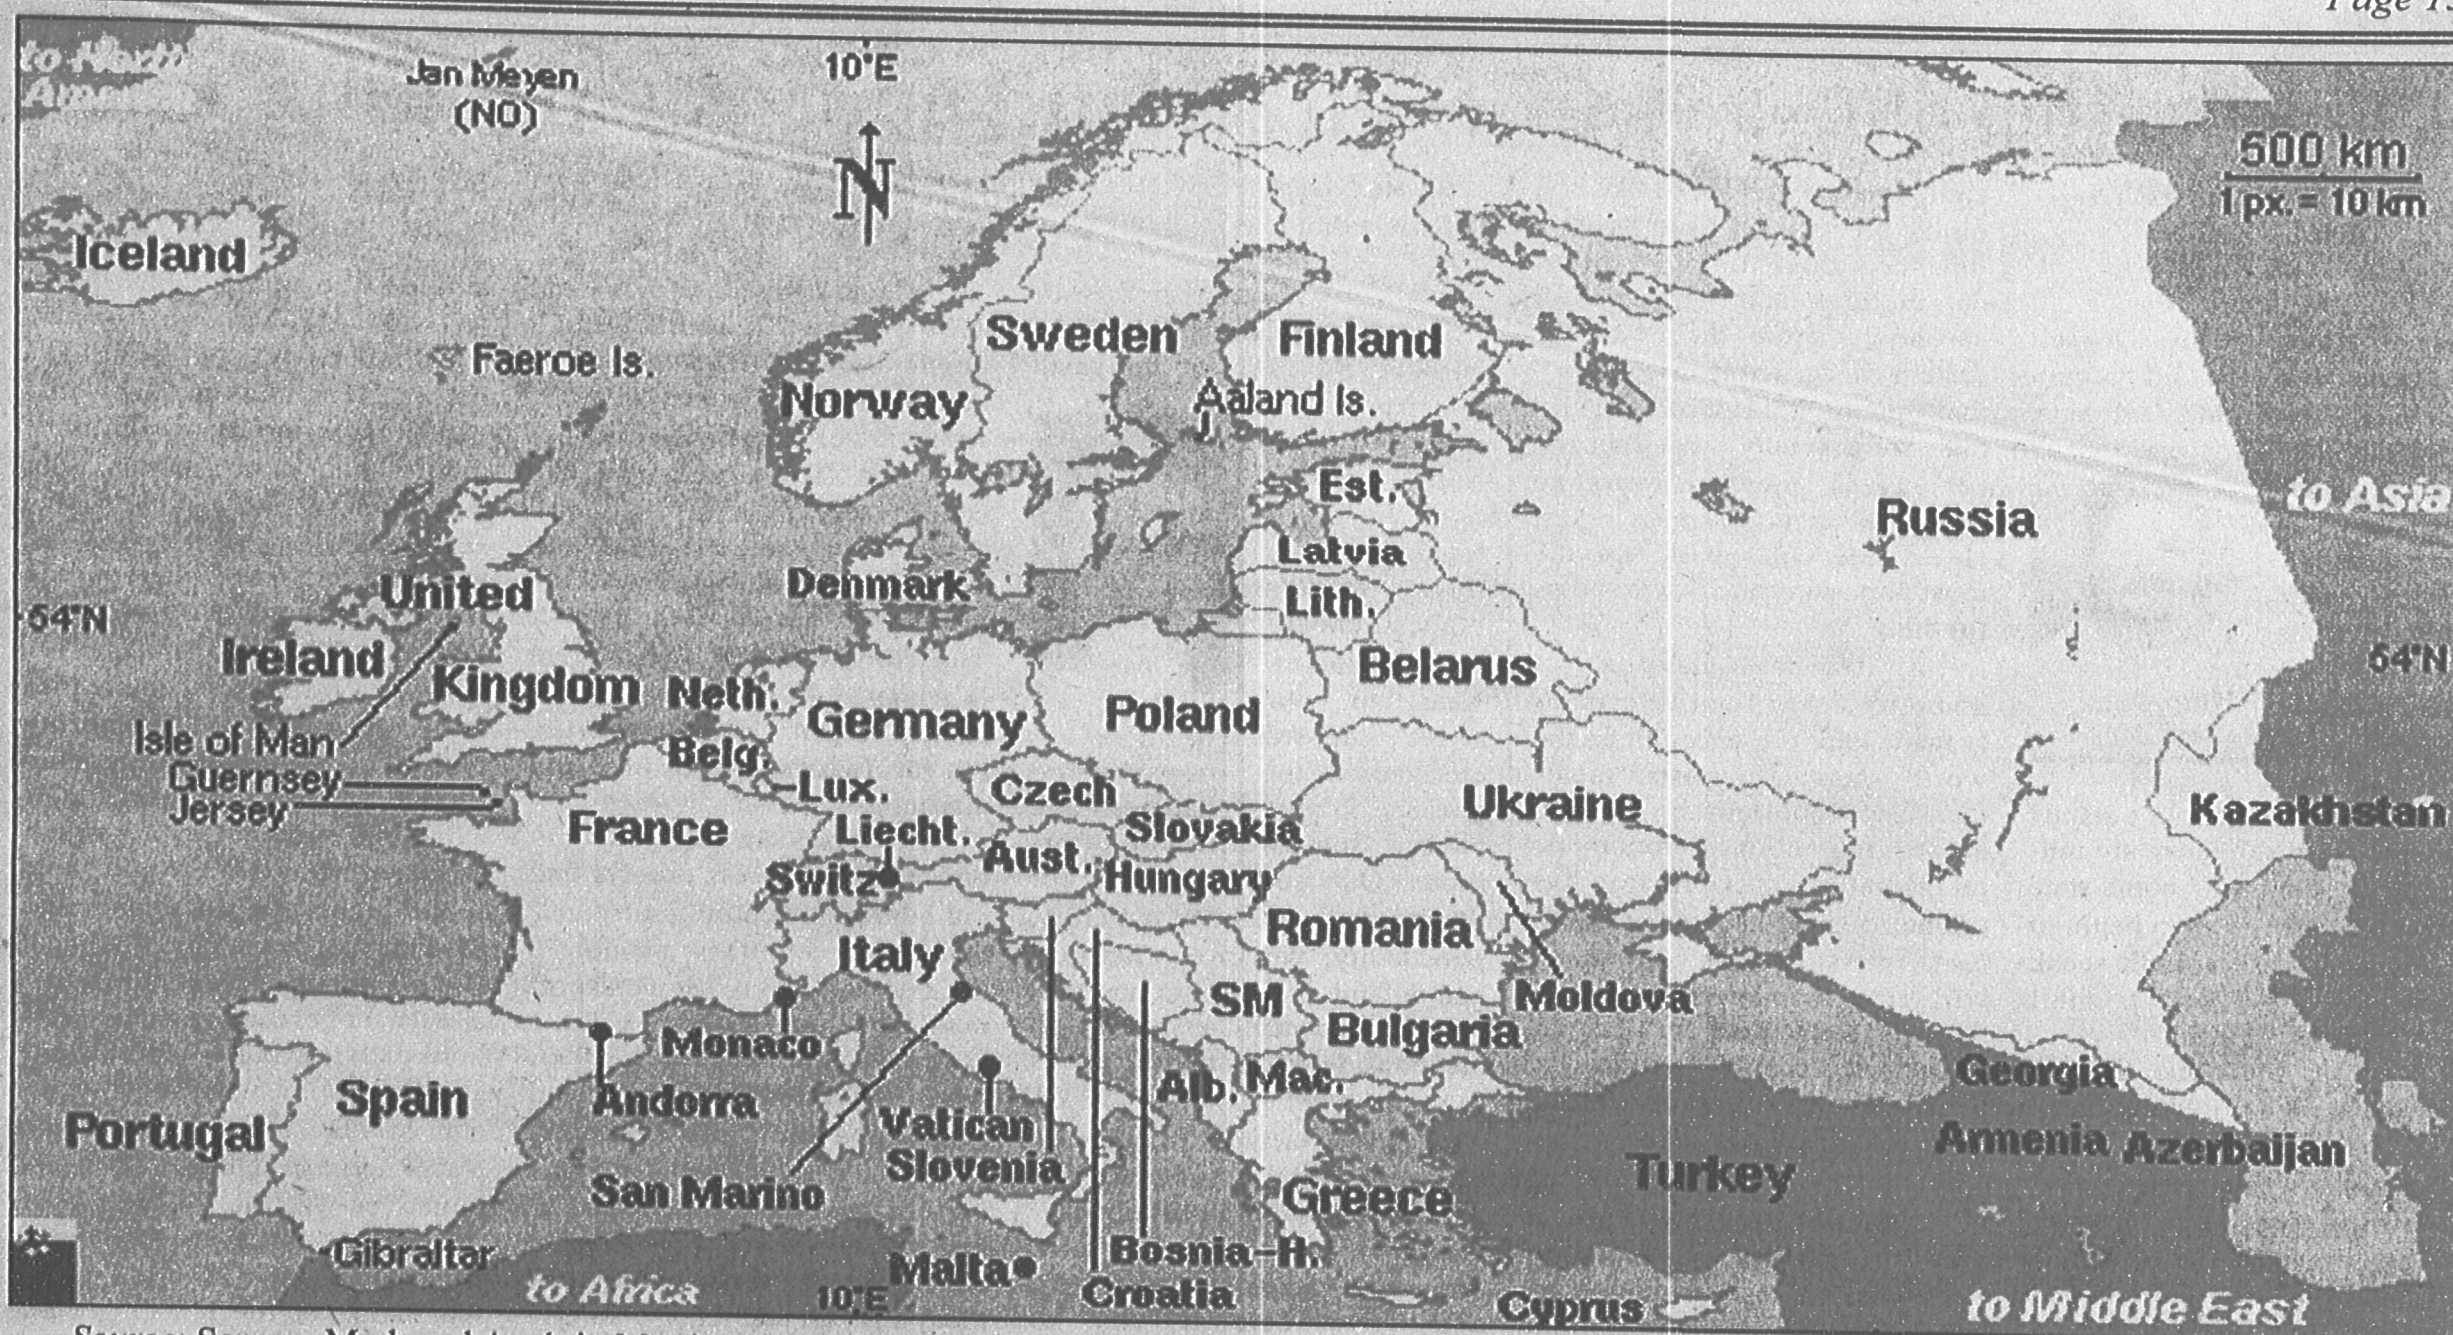 Page
to North
America
Jan Meyen
(NO)
10°E
N
500 km
1 px. = 10 km
Iceland
Faeroe Is.
Sweden
Finland
Norway
Aaland Is.
Est.
Russia
to Asia
Latvia
Denmark
Lith.
United
54°N
Ireland
Kingdom
Neth.
Germany
Poland
Belarus
54°N
Isle of Man
Belg.
Guernsey
Lux.
Czech
Ukraine
Kazakhstan
Jersey
France
Liecht.
Slovakia
Aust.
Switz
Hungary
Romania
Italy
SM
Moldova
Monaco
Bulgaria
Georgia
Spain
Andorra
Alb.
Mac.
Portugal
Vatican
Armenia
Azerbaijan
Slovenia
Turkey
San Marino
Greece
Gibraltar
Bosnia-H.
Malta
to Africa
10°E
Croatia
Cyprus
to Middle East